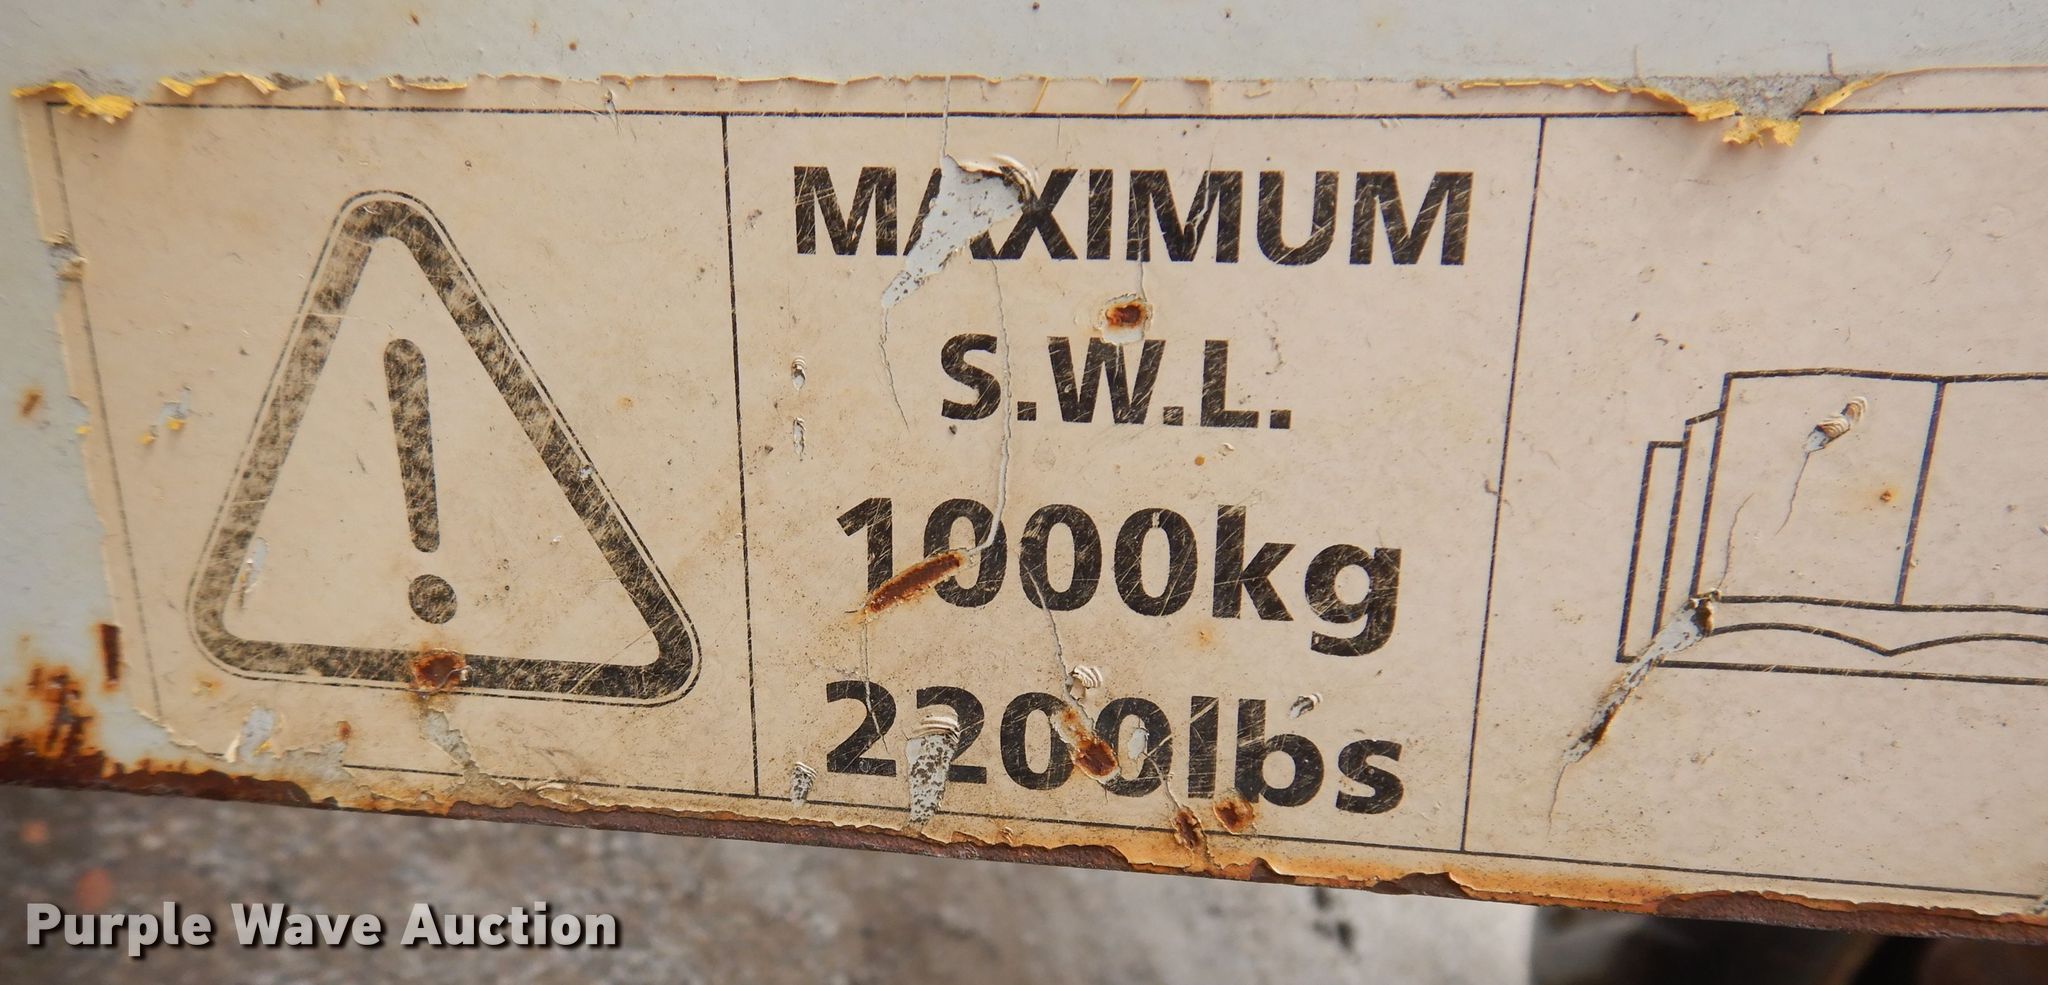 MAXIMUM
S.W.L.
1000kg
2200lbs
Purple Wave Auction